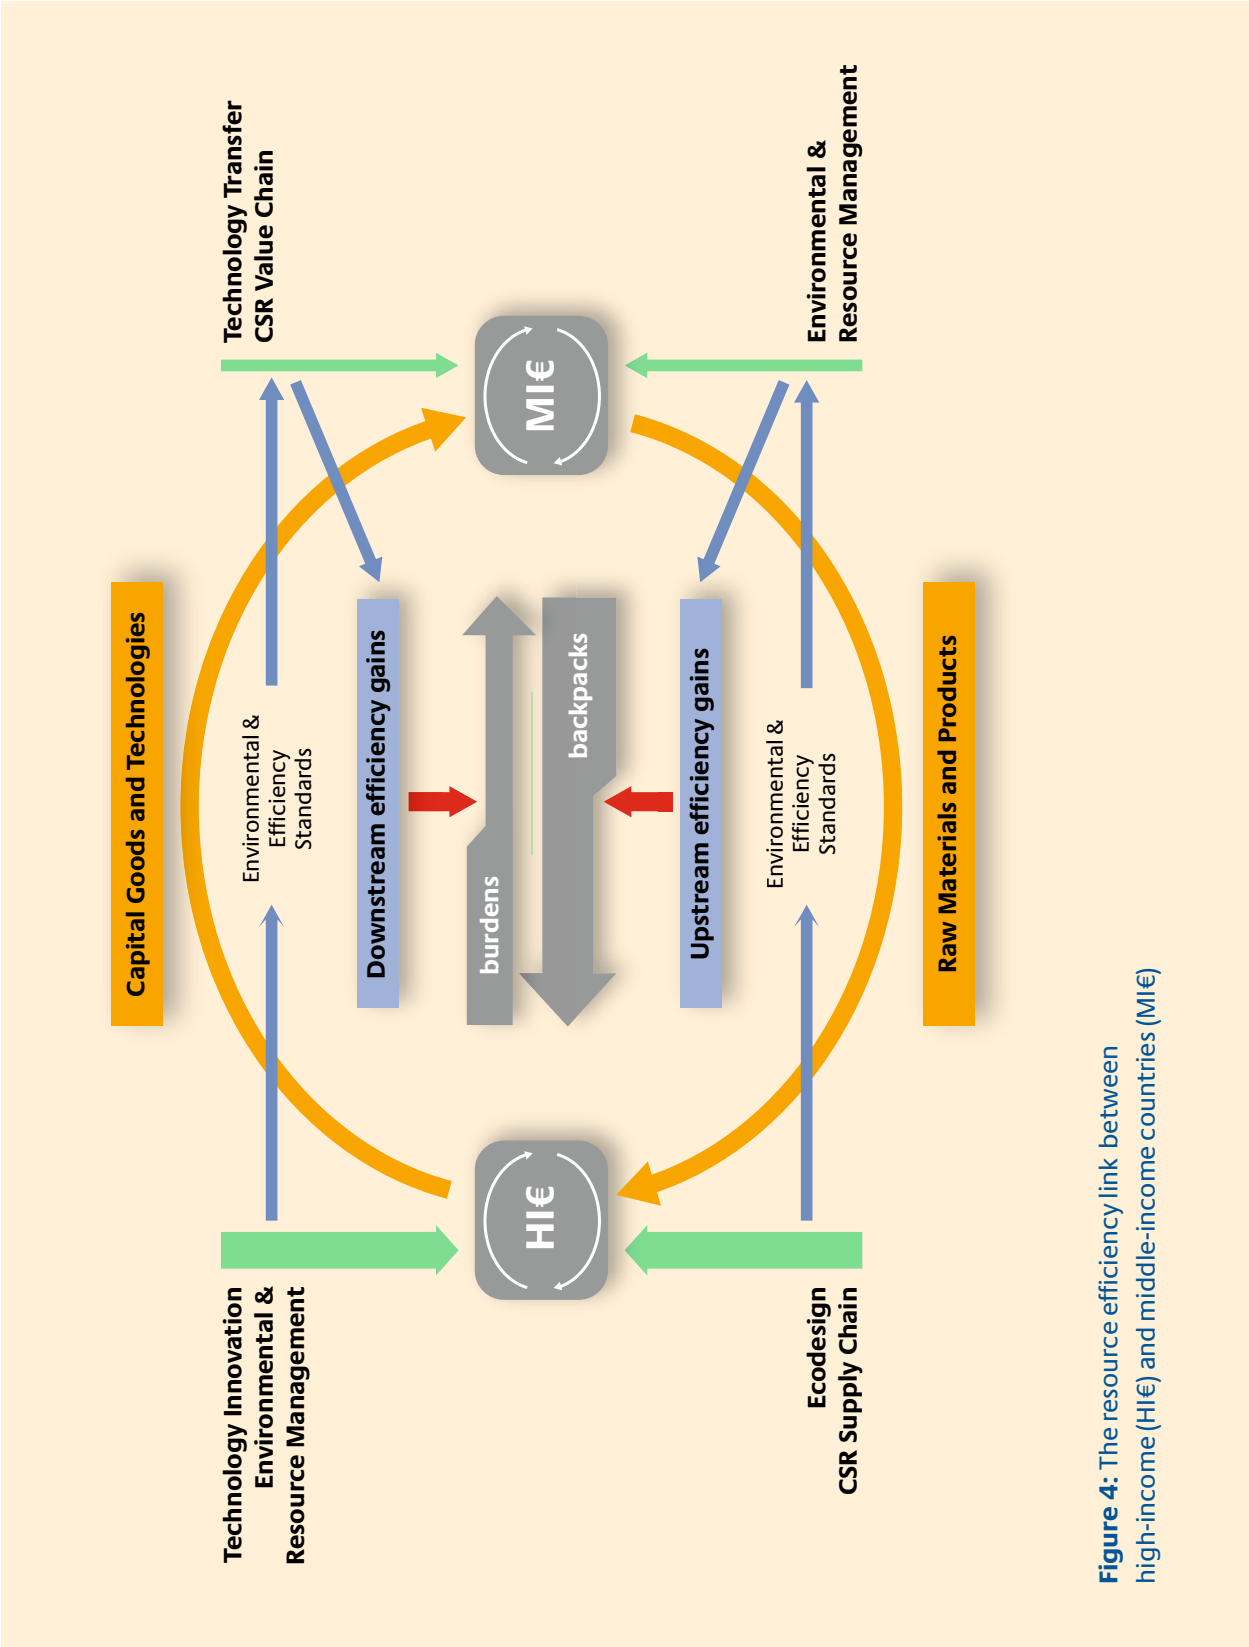 Capital Goods and Technologies
Technology Innovation
Environmental &
Resource Management
Environmental &
Efficiency
Standards
Technology Transfer
CSR Value Chain
Downstream efficiency gains
HI€
burdens
backpacks
MI€
Upstream efficiency gains
Ecodesign
CSR Supply Chain
Environmental &
Efficiency
Standards
Environmental &
Resource Management
Raw Materials and Products
Figure 4: The resource efficiency link between
high-income (HI€) and middle-income countries (MI€)